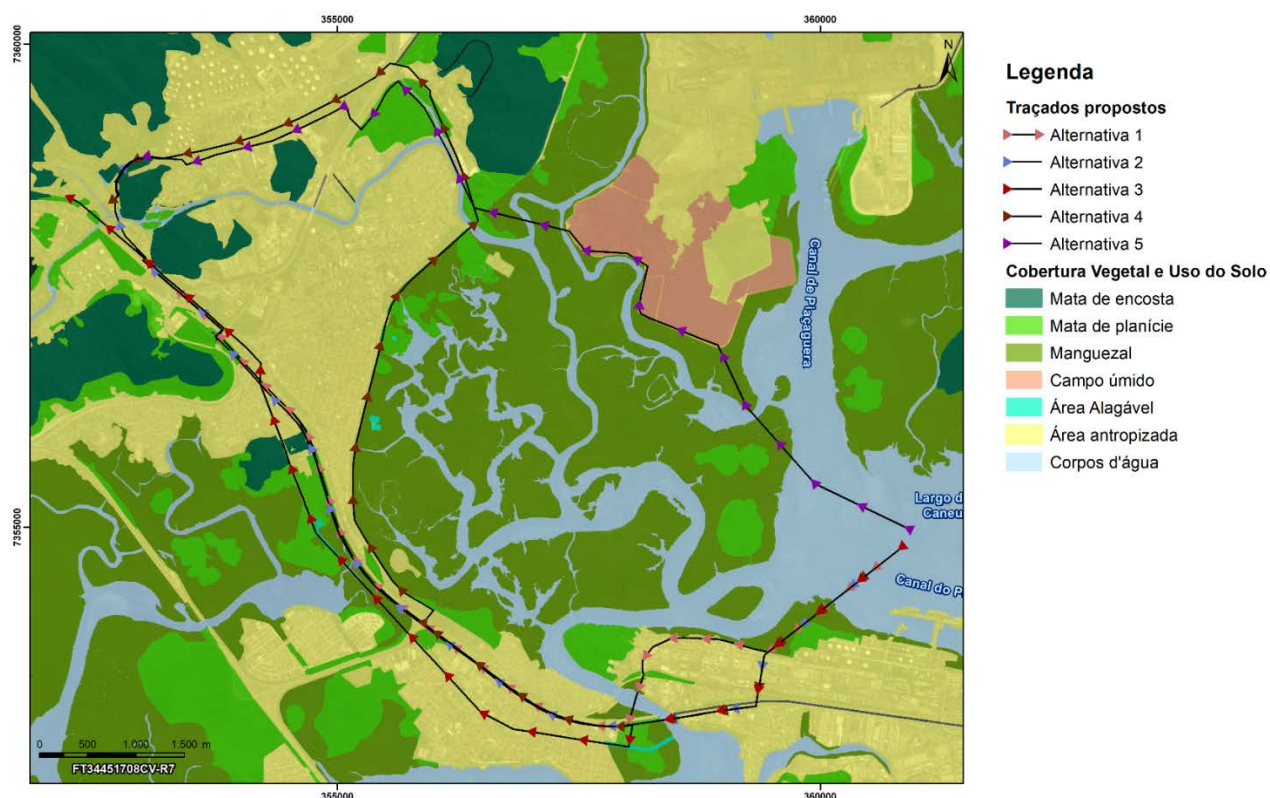 355000
360000
7360000
N
Canal de Piaçaguera
7355000
Largo d
Caneu
Canal do P
0 500 1.000 1.500 m
FT34451708CV-R7
355000
360000
Legenda
Traçados propostos
Alternativa 1
Alternativa 2
Alternativa 3
Alternativa 4
Alternativa 5
Cobertura Vegetal e Uso do Solo
Mata de encosta
Mata de planície
Manguezal
Campo úmido
Área Alagável
Área antropizada
Corpos d'água